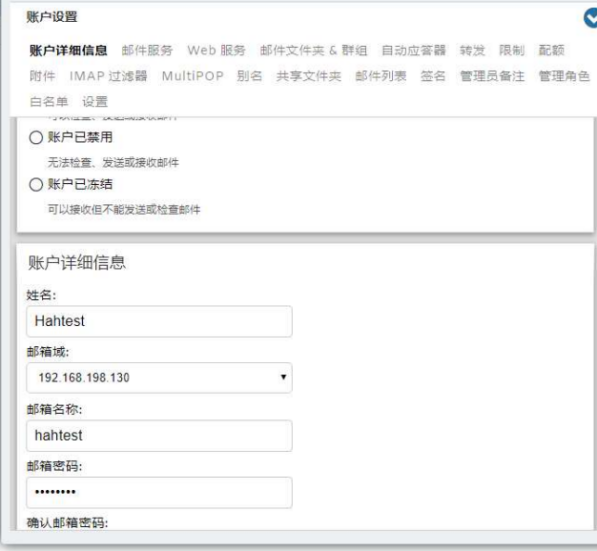 账户设置
账户详细信息 邮件服务 Web 服务 邮件文件夹 & 群组 自动应答器 转发 限制 配额
附件 IMAP 过滤器 MultiPOP 别名 共享文件夹 邮件列表 签名 管理员备注 管理角色
白名单 设置
账户已禁用
无法检查、发送或接收邮件
账户已冻结
可以接收但不能发送或检查邮件
账户详细信息
姓名:
Hahtest
邮箱域:
192.168.198.130
邮箱名称:
hahtest
邮箱密码:
••••••••
确认邮箱密码: